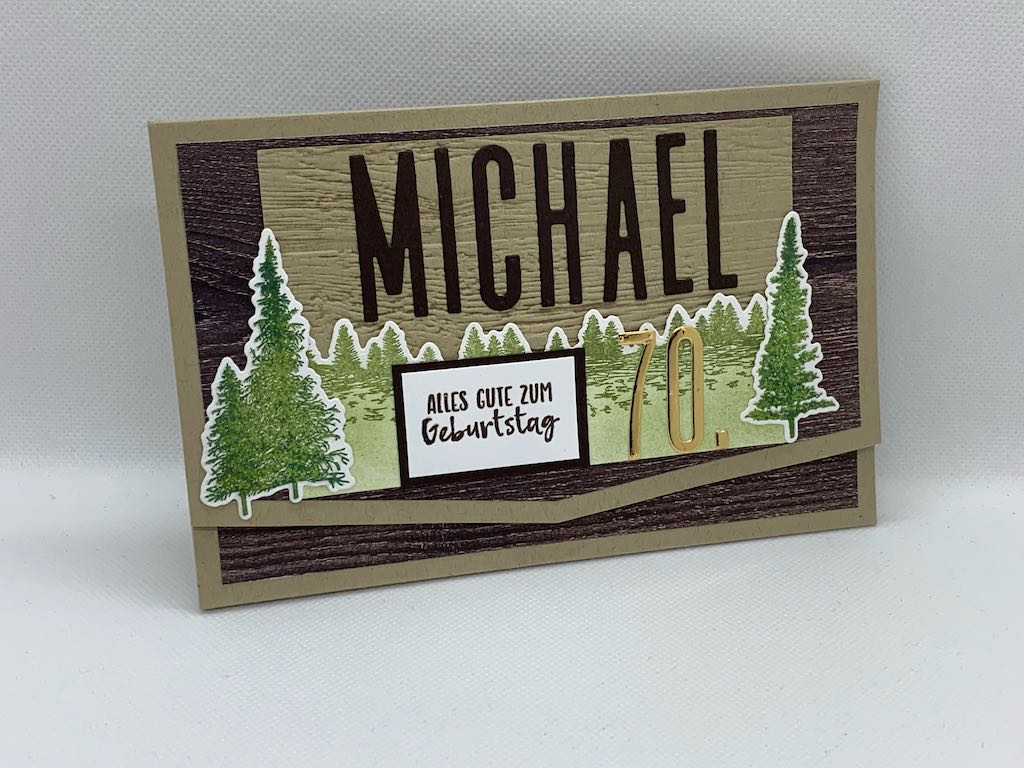 MICHAEL
70.
ALLES GUTE ZUM
Geburtstag